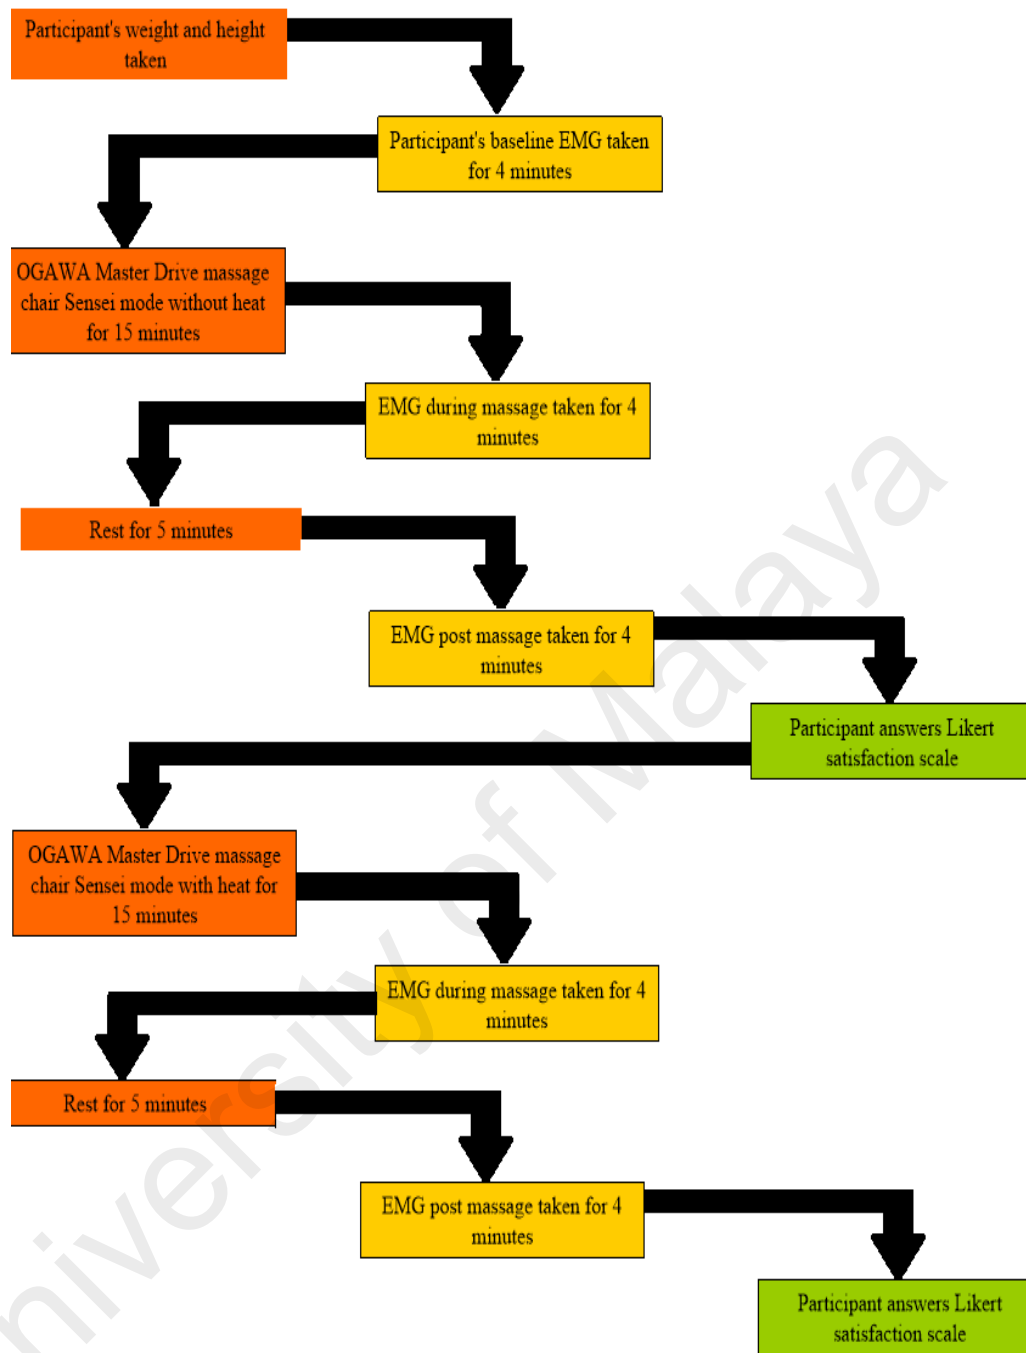 Participant's weight and height
taken
Participant's baseline EMG taken
for 4 minutes
OGAWA Master Drive massage
chair Sensei mode without heat
for 15 minutes
EMG during massage taken for 4
minutes
Rest for 5 minutes
EMG post massage taken for 4
minutes
Participant answers Likert
satisfaction scale
OGAWA Master Drive massage
chair Sensei mode with heat for
15 minutes
EMG during massage taken for 4
minutes
Rest for 5 minutes
EMG post massage taken for 4
minutes
Participant answers Likert
satisfaction scale
niversity of Malaya